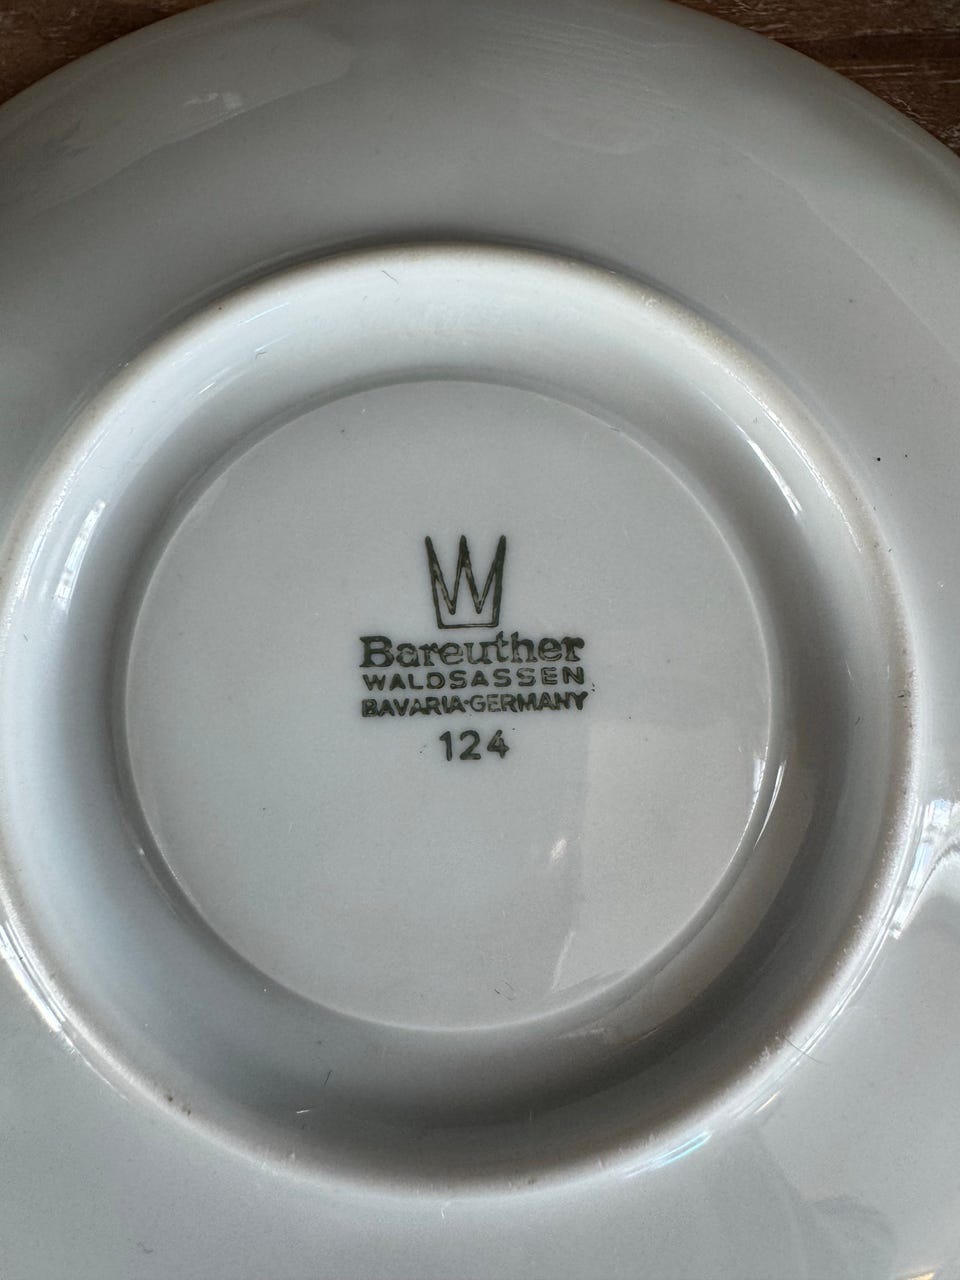 W
Bareuther
WALDSASSEN
BAVARIA-GERMANY
124